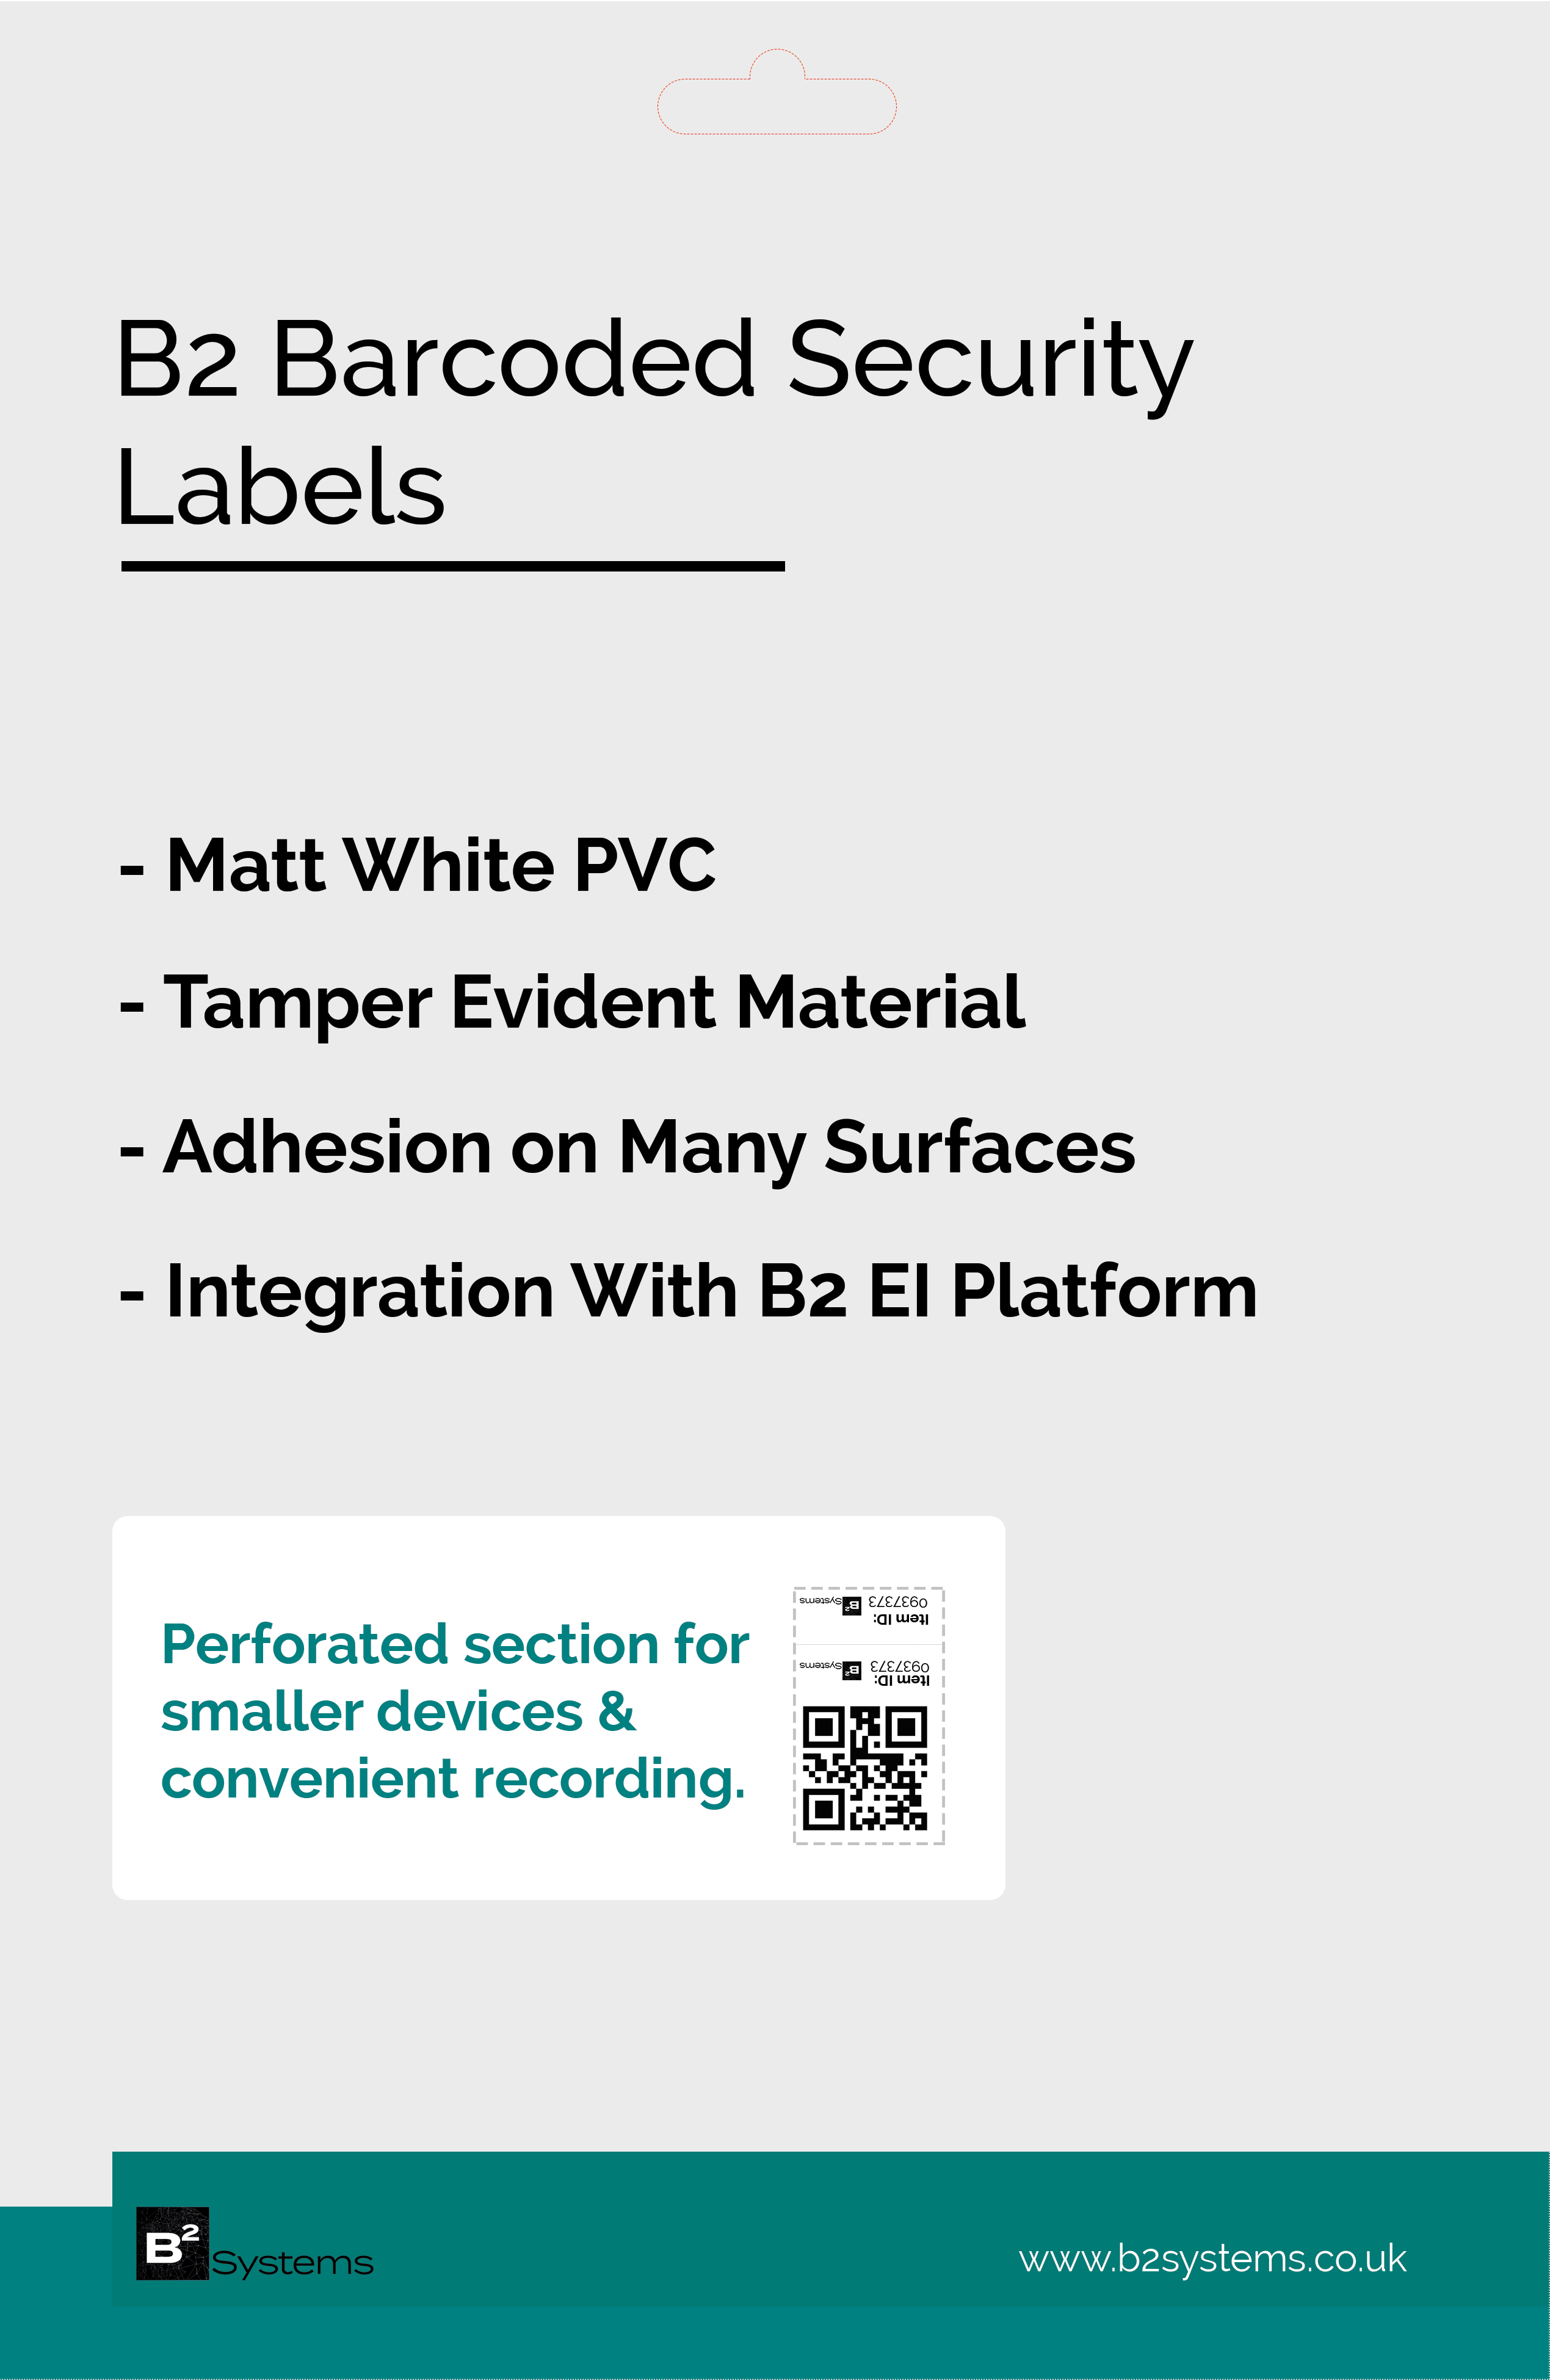 B2 Barcoded Security
Labels
- Matt White PVC
- Tamper Evident Material
- Adhesion on Many Surfaces
- Integration With B2 EI Platform
Perforated section for
smaller devices &
convenient recording.
Item ID:
0937373
B² Systems
Item ID:
0937373
B² Systems
B² Systems
www.b2systems.co.uk